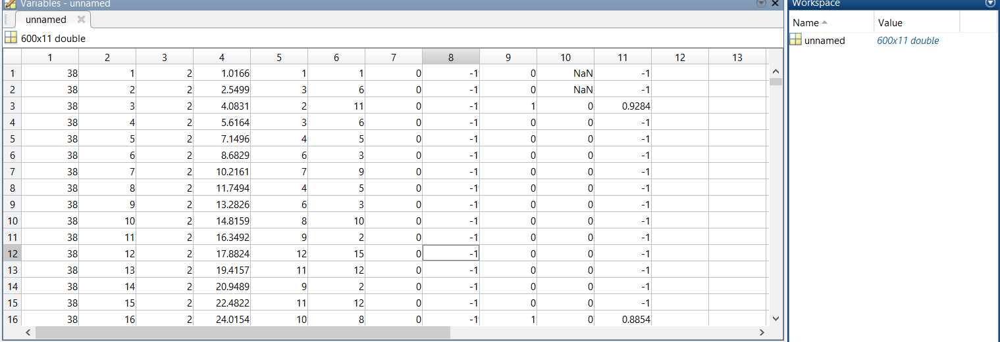 Variables - unnamed
unnamed
600x11 double
1 2 3 4 5 6 7 8 9 10 11 12 13
1 38 1 2 1.0166 1 1 0 -1 0 NaN -1
2 38 2 2 2.5499 3 6 0 -1 0 NaN -1
3 38 3 2 4.0831 2 11 0 -1 1 0 0.9284
4 38 4 2 5.6164 3 6 0 -1 0 0 -1
5 38 5 2 7.1496 4 5 0 -1 0 0 -1
6 38 6 2 8.6829 6 3 0 -1 0 0 -1
7 38 7 2 10.2161 7 9 0 -1 0 0 -1
8 38 8 2 11.7494 4 5 0 -1 0 0 -1
9 38 9 2 13.2826 6 3 0 -1 0 0 -1
10 38 10 2 14.8159 8 10 0 -1 0 0 -1
11 38 11 2 16.3492 9 2 0 -1 0 0 -1
12 38 12 2 17.8824 12 15 0 -1 0 0 -1
13 38 13 2 19.4157 11 12 0 -1 0 0 -1
14 38 14 2 20.9489 9 2 0 -1 0 0 -1
15 38 15 2 22.4822 11 12 0 -1 0 0 -1
16 38 16 2 24.0154 10 8 0 -1 1 0 0.8854
Workspace
Name Value
unnamed 600x11 double